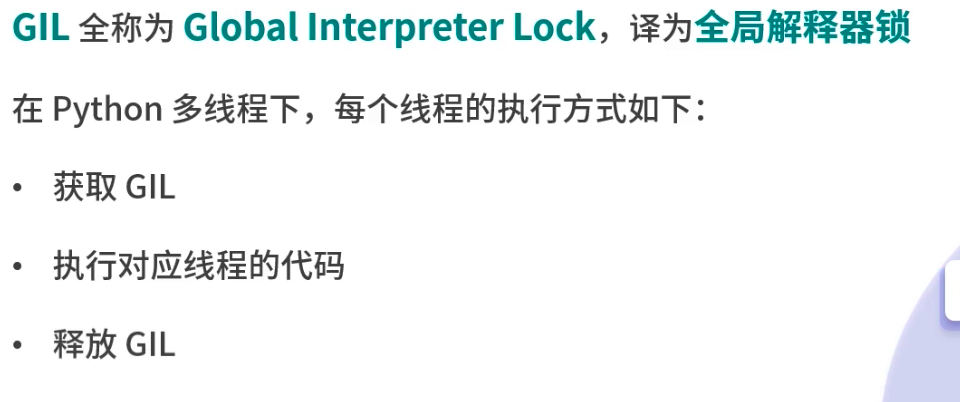 GIL 全称为 Global Interpreter Lock，译为全局解释器锁
在 Python 多线程下，每个线程的执行方式如下：
• 获取 GIL
• 执行对应线程的代码
• 释放 GIL